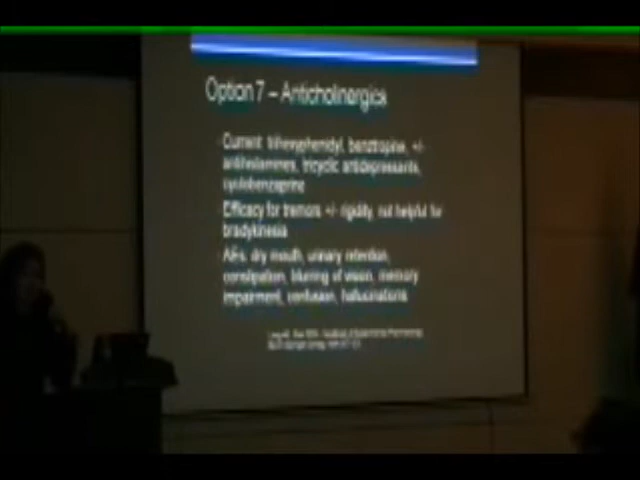 Option 7 – Anticholinergics
Current: trihexyphenidyl, benztropine, +/-
antihistamines, tricyclic antidepressants,
cyclobenzaprine
Efficacy for tremors +/- rigidity, not helpful for
bradykinesia
AEs: dry mouth, urinary retention,
constipation, blurring of vision, memory
impairment, confusion, hallucinations